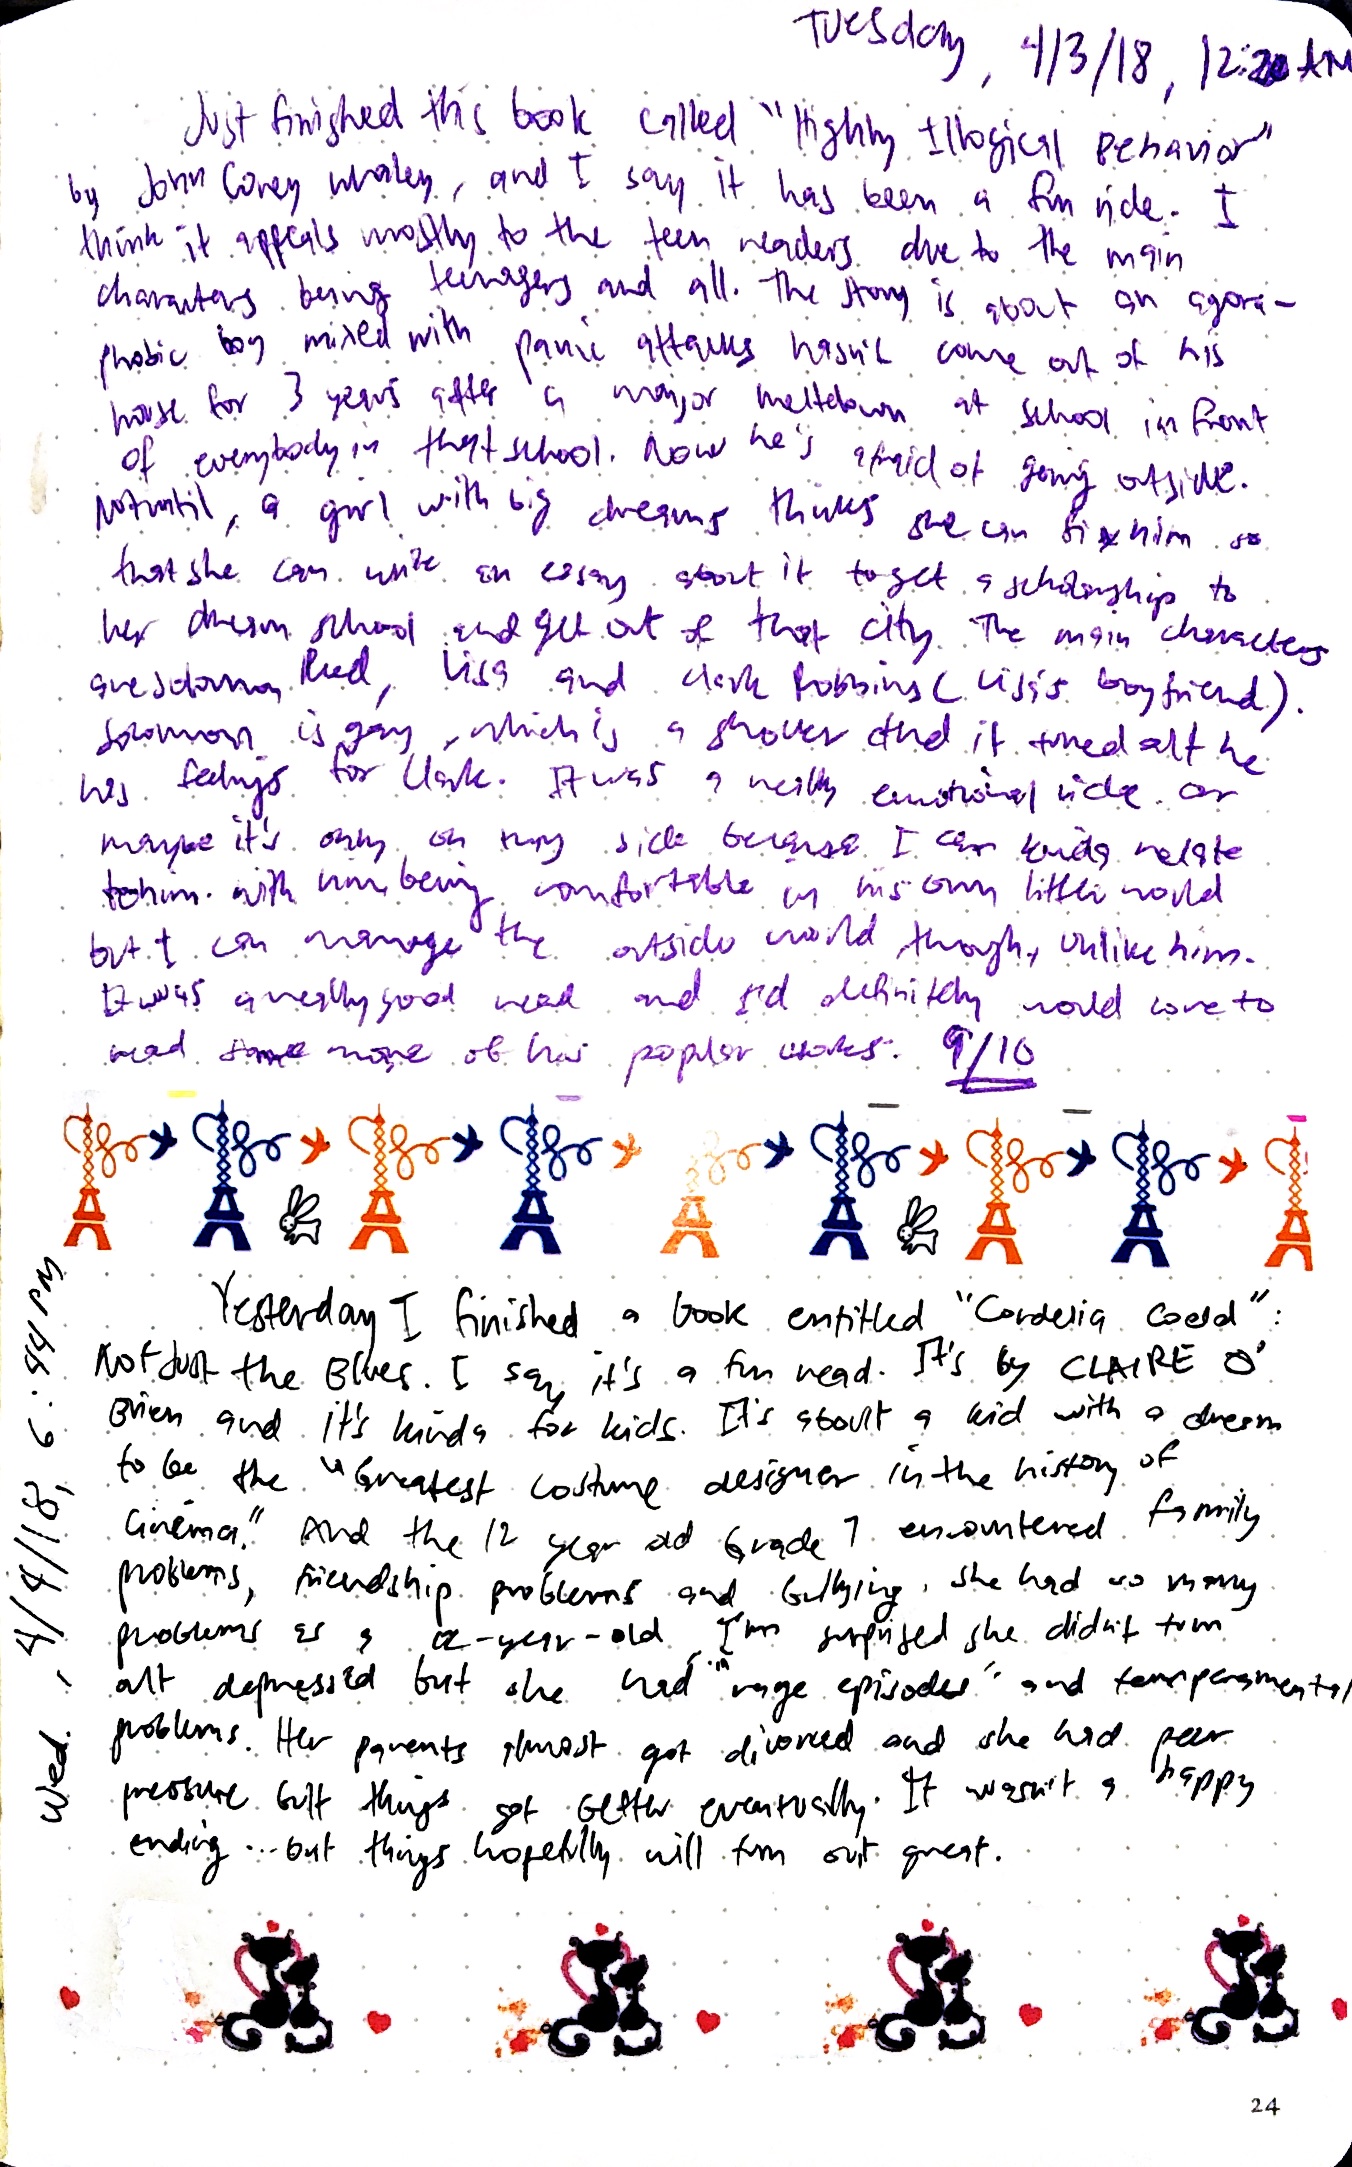 Tuesday, 4/3/18, 12:20 AM
Just finished this book called "Highly Illogical Behavior"
by John Corey Whaley, and I say it has been a fun ride. I
think it appeals mostly to the teen readers due to the main
characters being teenagers and all. The story is about an agora-
phobic boy mixed with panic attacks hasn't come out of his
house for 3 years after a major meltdown at school in front
of everybody in that school. Now he's afraid of going outside.
Not until, a girl with big dreams thinks she can fix him so
that she can write an essay about it to get a scholarship to
her dream school and get out of that city. The main characters
are Solomon Reed, Lisa and Clark Robbins (Lisa's boyfriend).
Solomon is gay, which is a shocker and it turned out he
has feelings for Clark. It was a really emotional ride or
maybe it's only on my side because I can kinda relate
to him. with him being comfortable in his own little world
but I can manage the outside world though, unlike him.
It was a really good read and I'd definitely would love to
read some more of his popular works. 9/10
Wed., 4/4/18, 6:44 PM
Yesterday I finished a book entitled "Cordelia Coeld":
Not Just the Blues. I say it's a fun read. It's by CLAIRE O'
Brien and it's kinda for kids. It's about a kid with a dream
to be the "Greatest Costume designer in the history of
Cinema." And the 12 year old Grade 7 encountered family
problems, friendship problems and bullying. She had so many
problems as a 12-year-old, I'm surprised she didn't turn
out depressed but she had "rage episodes" and temperamental
problems. Her parents almost got divorced and she had peer
pressure but things got better eventually. It wasn't a happy
ending...but things hopefully will turn out great.
24